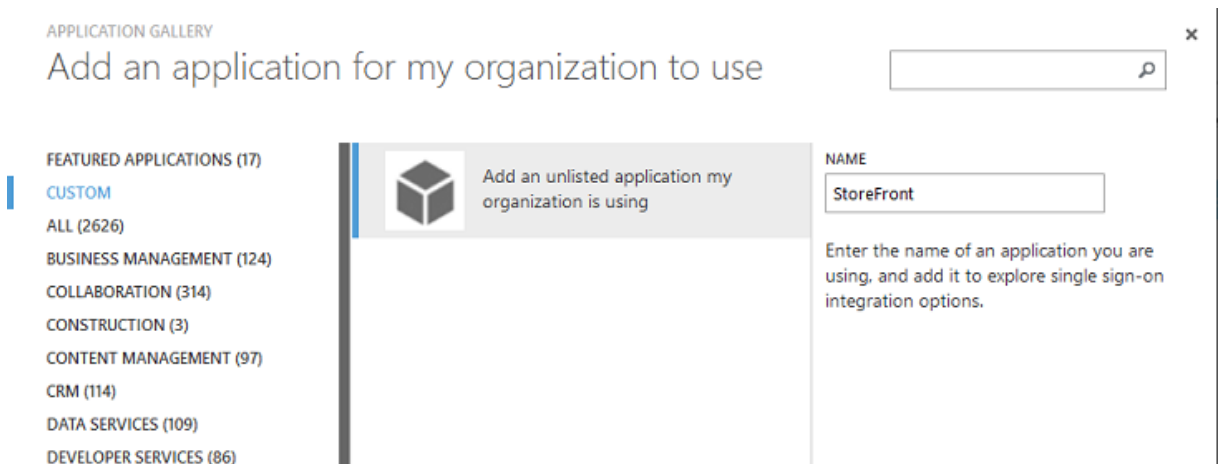 APPLICATION GALLERY
Add an application for my organization to use
FEATURED APPLICATIONS (17)
CUSTOM
ALL (2626)
BUSINESS MANAGEMENT (124)
COLLABORATION (314)
CONSTRUCTION (3)
CONTENT MANAGEMENT (97)
CRM (114)
DATA SERVICES (109)
DEVELOPER SERVICES (86)
Add an unlisted application my
organization is using
NAME
StoreFront
Enter the name of an application you are
using, and add it to explore single sign-on
integration options.